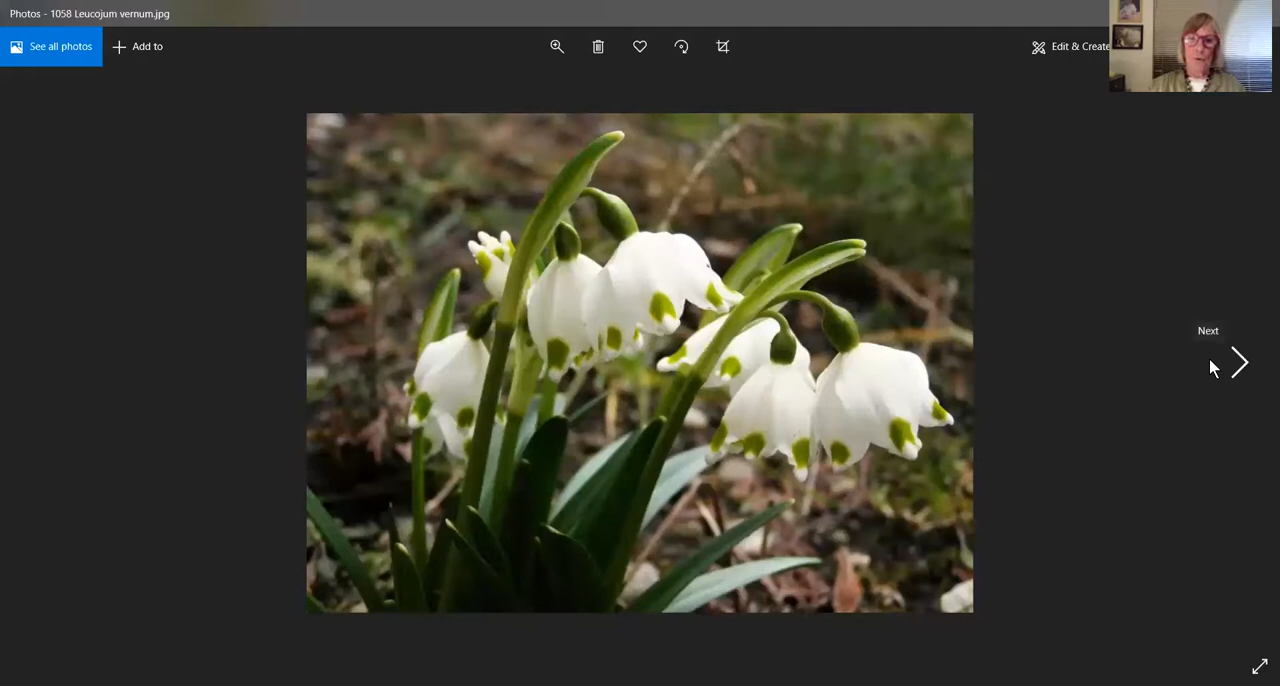 Photos - 1058 Leucojum vernum.jpg
See all photos
Add to
Edit & Create
Next